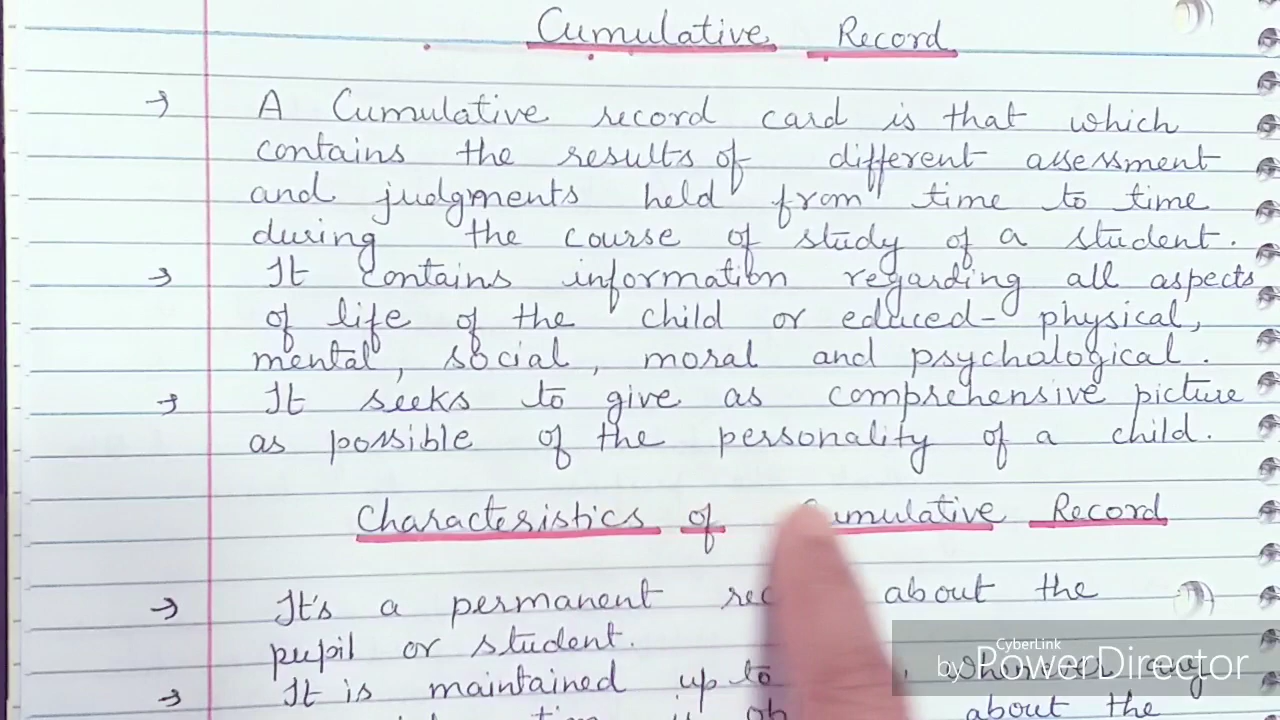 Cumulative Record
→ A Cumulative record card is that which
contains the results of different assessment
and judgments held from time to time
during the course of study of a student.
→ It contains information regarding all aspects
of life of the child or educed- physical,
mental, social, moral and psychological.
→ It seeks to give as comprehensive picture
as possible of the personality of a child.
Characteristics of Cumulative Record
→ It's a permanent about the
pupil or student.
→ It is maintained up to
about the
CyberLink
by PowerDirector